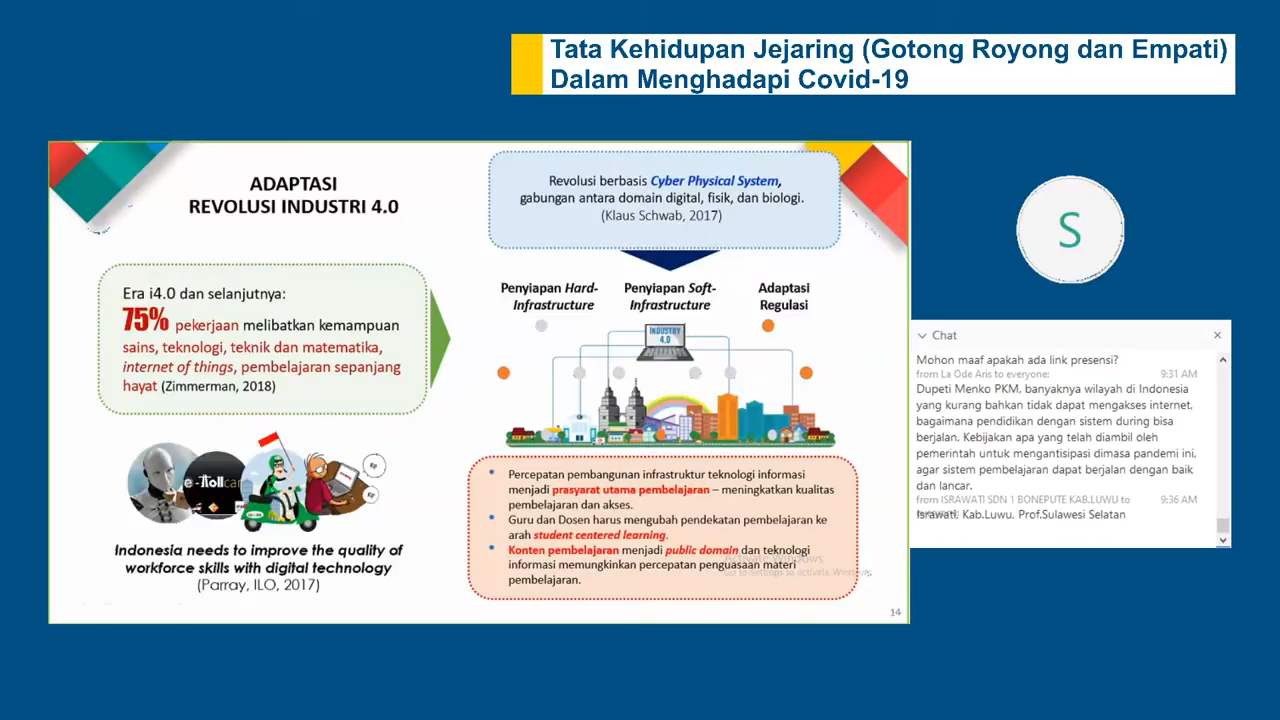 Tata Kehidupan Jejaring (Gotong Royong dan Empati)
Dalam Menghadapi Covid-19
ADAPTASI
REVOLUSI INDUSTRI 4.0
Era i4.0 dan selanjutnya:
75% pekerjaan melibatkan kemampuan
sains, teknologi, teknik dan matematika,
internet of things, pembelajaran sepanjang
hayat (Zimmerman, 2018)
Indonesia needs to improve the quality of
workforce skills with digital technology
(Parray, ILO, 2017)
Revolusi berbasis Cyber Physical System,
gabungan antara domain digital, fisik, dan biologi.
(Klaus Schwab, 2017)
Penyiapan Hard-
Infrastructure
Penyiapan Soft-
Infrastructure
Adaptasi
Regulasi
INDUSTRY
4.0
Percepatan pembangunan infrastruktur teknologi informasi
menjadi prasyarat utama pembelajaran – meningkatkan kualitas
pembelajaran dan akses.
Guru dan Dosen harus mengubah pendekatan pembelajaran ke
arah student centered learning.
Konten pembelajaran menjadi public domain dan teknologi
informasi memungkinkan percepatan penguasaan materi
pembelajaran.
Activate Windows
Go to Settings to activate Windows.
14
S
Chat
Mohon maaf apakah ada link presensi?
from La Ode Aris to everyone: 9:31 AM
Dupeti Menko PKM, banyaknya wilayah di Indonesia
yang kurang bahkan tidak dapat mengakses internet,
bagaimana pendidikan dengan sistem during bisa
berjalan. Kebijakan apa yang telah diambil oleh
pemerintah untuk mengantisipasi dimasa pandemi ini,
agar sistem pembelajaran dapat berjalan dengan baik
dan lancar.
from ISRAWATI SDN 1 BONEPUTE KAB.LUWU to 9:36 AM
Israwati, Kab.Luwu, Prof.Sulawesi Selatan